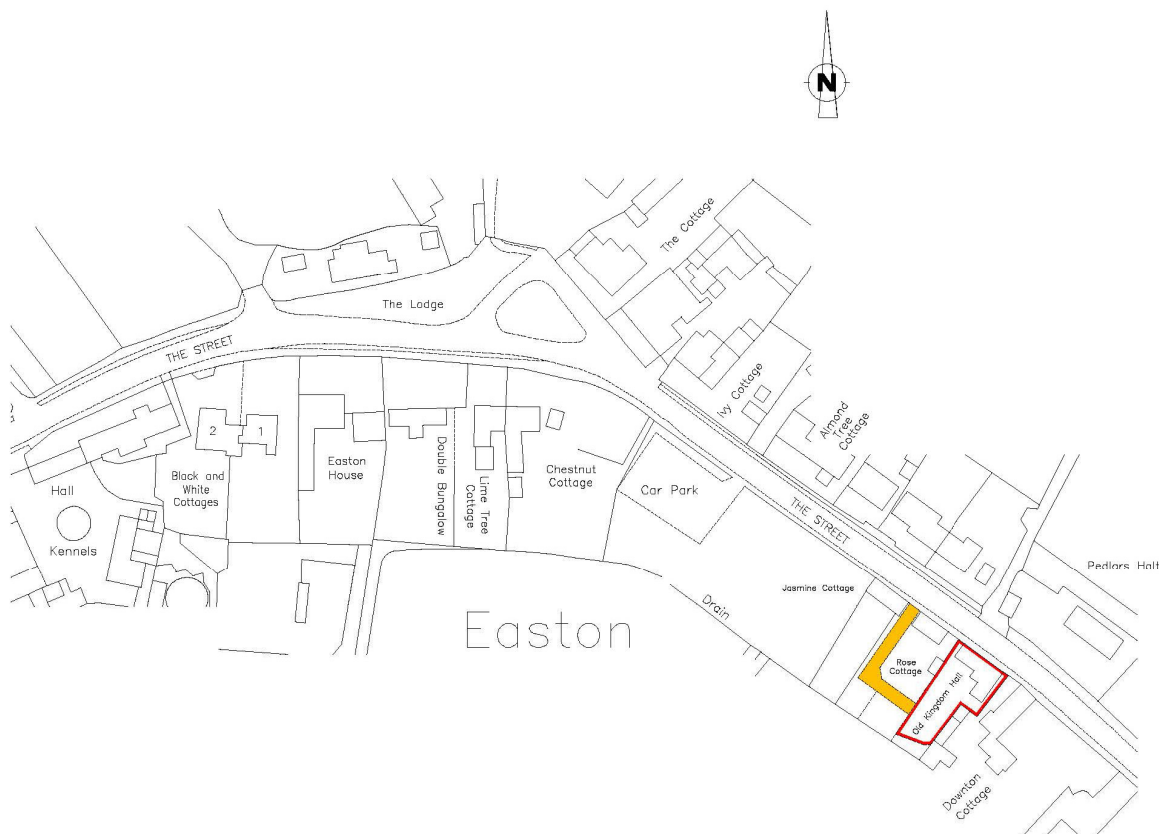 N
The Cottage
The Lodge
THE STREET
Ivy Cottage
Almond
Tree
Cottage
2
1
Black and
White
Cottages
Easton
House
Double Bungalow
Lime Tree
Cottage
Chestnut
Cottage
Car Park
THE STREET
Hall
Kennels
Pedlars Halt
Jasmine Cottage
Drain
Easton
Rose
Cottage
Old Kingdom Hall
Downton
Cottage